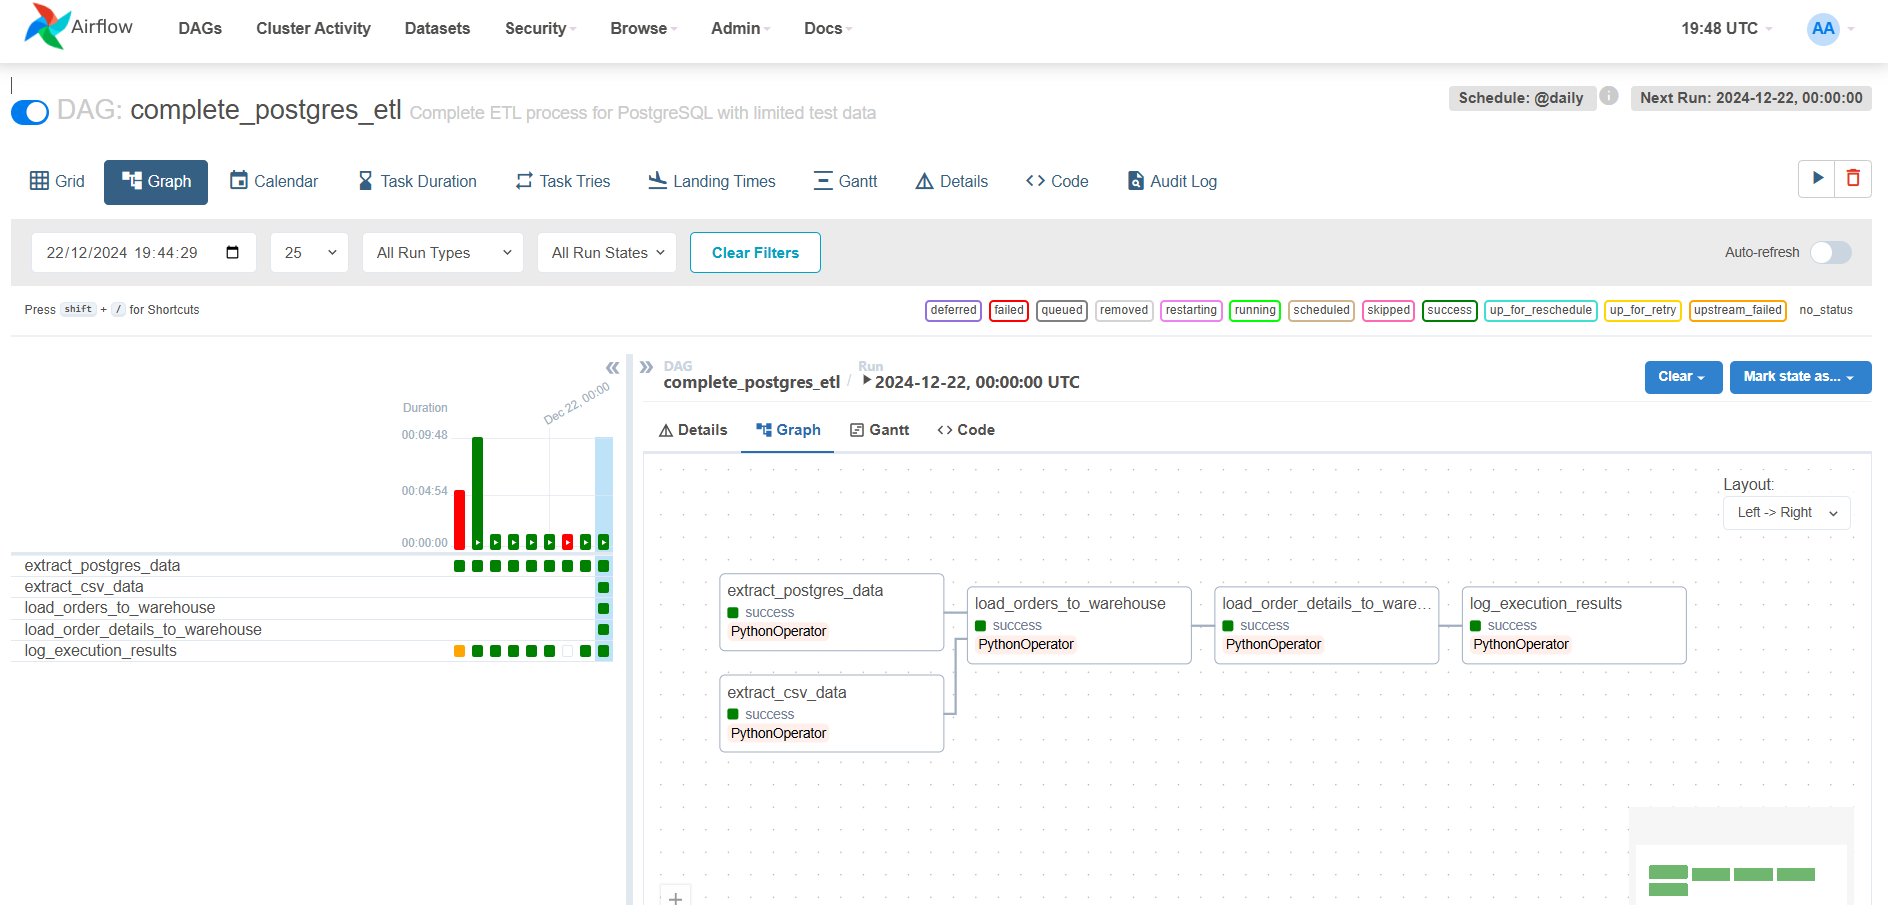 Airflow
DAGs
Cluster Activity
Datasets
Security
Browse
Admin
Docs
19:48 UTC
AA
DAG: complete_postgres_etl Complete ETL process for PostgreSQL with limited test data
Schedule: @daily
i
Next Run: 2024-12-22, 00:00:00
Grid
Graph
Calendar
Task Duration
Task Tries
Landing Times
Gantt
Details
Code
Audit Log
22/12/2024 19:44:29
25
All Run Types
All Run States
Clear Filters
Auto-refresh
Press shift + / for Shortcuts
deferred
failed
queued
removed
restarting
running
scheduled
skipped
success
up_for_reschedule
up_for_retry
upstream_failed
no_status
Duration
Dec 22, 00:00
00:09:48
00:04:54
00:00:00
extract_postgres_data
extract_csv_data
load_orders_to_warehouse
load_order_details_to_warehouse
log_execution_results
DAG
complete_postgres_etl
/
Run
2024-12-22, 00:00:00 UTC
Clear
Mark state as...
Details
Graph
Gantt
Code
Layout:
Left -> Right
extract_postgres_data
success
PythonOperator
extract_csv_data
success
PythonOperator
load_orders_to_warehouse
success
PythonOperator
load_order_details_to_ware...
success
PythonOperator
log_execution_results
success
PythonOperator